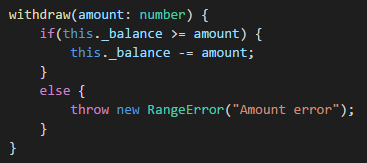 withdraw(amount: number) {
    if(this._balance >= amount) {
        this._balance -= amount;
    }
    else {
        throw new RangeError("Amount error");
    }
}